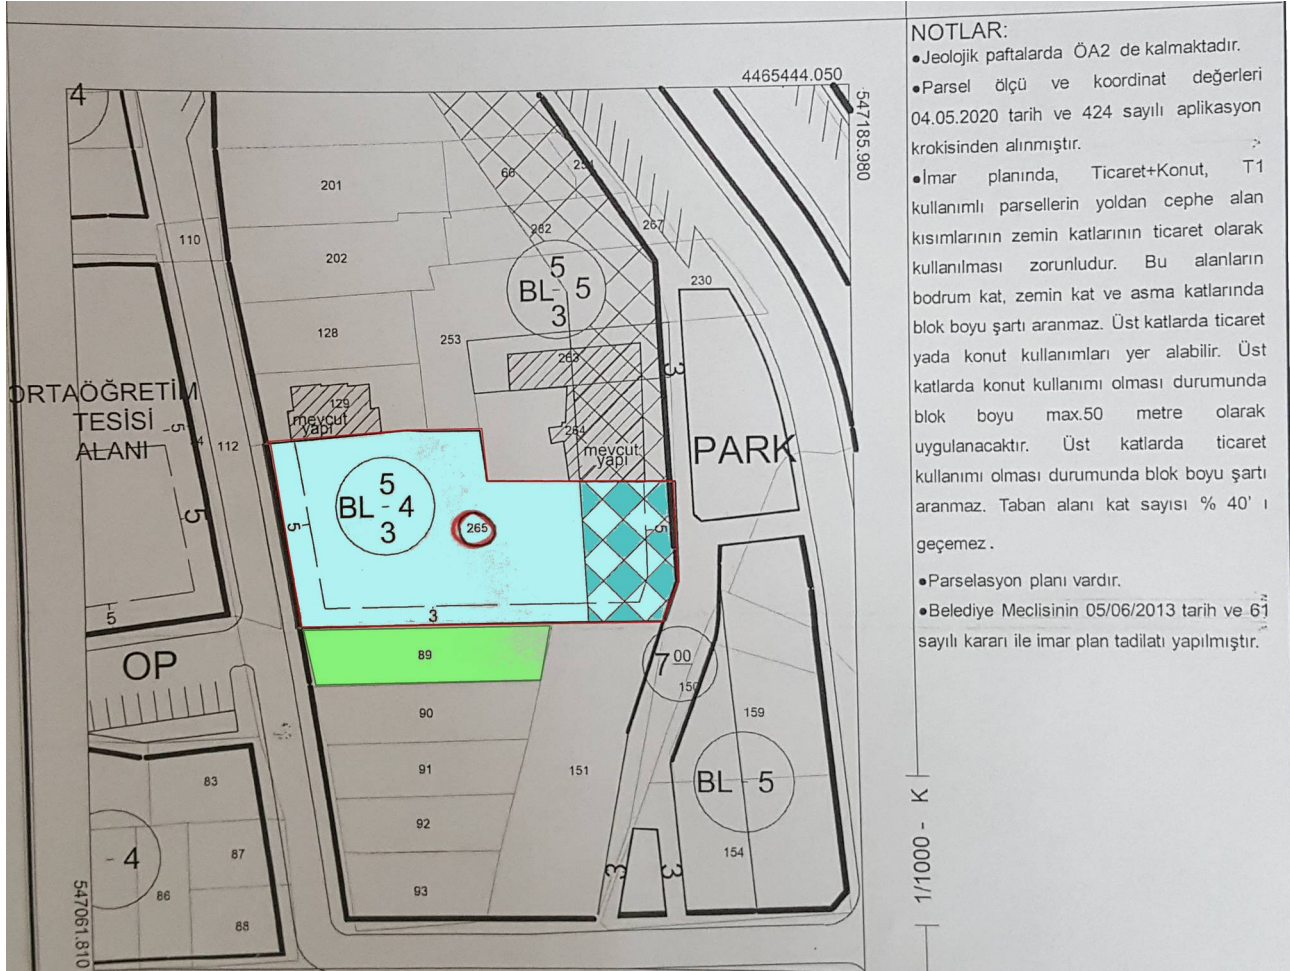 NOTLAR:
•Jeolojik paftalarda ÖA2 de kalmaktadır.
•Parsel ölçü ve koordinat değerleri
04.05.2020 tarih ve 424 sayılı aplikasyon
krokisinden alınmıştır.
•İmar planında, Ticaret+Konut, T1
kullanımlı parsellerin yoldan cephe alan
kısımlarının zemin katlarının ticaret olarak
kullanılması zorunludur. Bu alanların
bodrum kat, zemin kat ve asma katlarında
blok boyu şartı aranmaz. Üst katlarda ticaret
yada konut kullanımları yer alabilir. Üst
katlarda konut kullanımı olması durumunda
blok boyu max.50 metre olarak
uygulanacaktır. Üst katlarda ticaret
kullanımı olması durumunda blok boyu şartı
aranmaz. Taban alanı kat sayısı % 40' ı
geçemez .
•Parselasyon planı vardır.
•Belediye Meclisinin 05/06/2013 tarih ve 61
sayılı kararı ile imar plan tadilatı yapılmıştır.
1/1000 - K
4465444.050
547185.980
547061.810
4
201
110
202
128
66
282
267
230
5
BL - 5
3
253
263
129
mevcut
yapı
264
mevcut
yapı
3
ORTAÖĞRETİM
TESİSİ
ALANI
5
112
5
5
PARK
5
BL - 4
3
265
5
5
3
OP
89
7 00
150
90
91
92
93
151
159
BL - 5
154
3
3
83
- 4
87
86
88